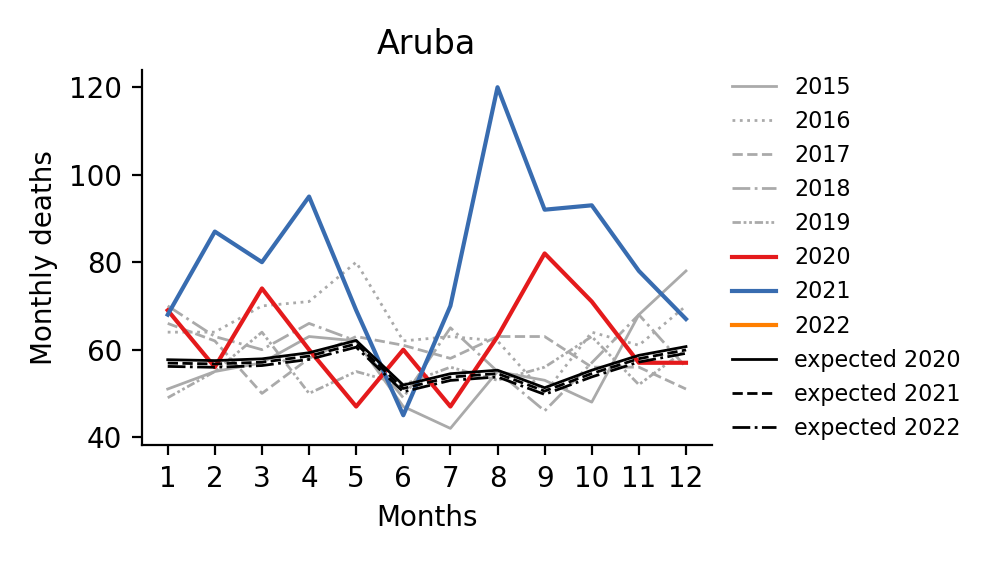 Aruba
Monthly deaths
120
100
80
60
40
1 2 3 4 5 6 7 8 9 10 11 12
Months
2015
2016
2017
2018
2019
2020
2021
2022
expected 2020
expected 2021
expected 2022